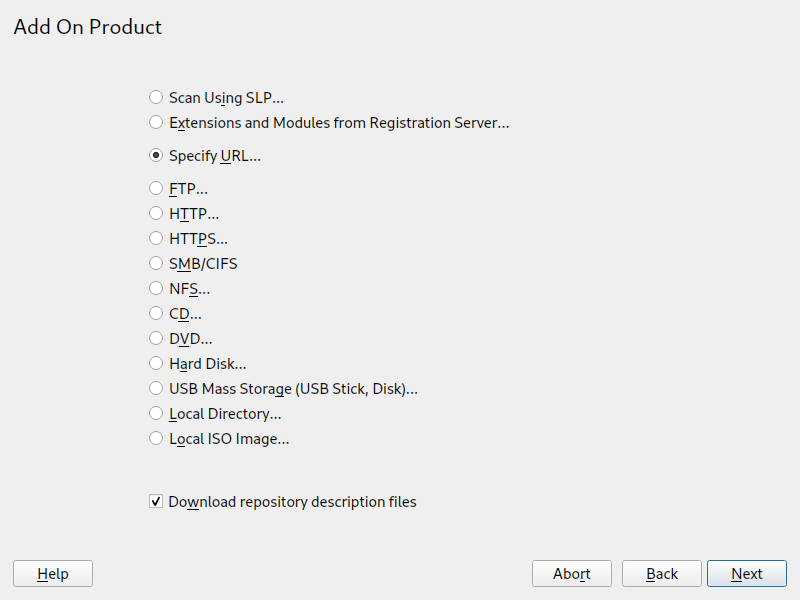 Add On Product
Scan Using SLP...
Extensions and Modules from Registration Server...
Specify URL...
FTP...
HTTP...
HTTPS...
SMB/CIFS
NFS...
CD...
DVD...
Hard Disk...
USB Mass Storage (USB Stick, Disk)...
Local Directory...
Local ISO Image...
Download repository description files
Help Abort Back Next